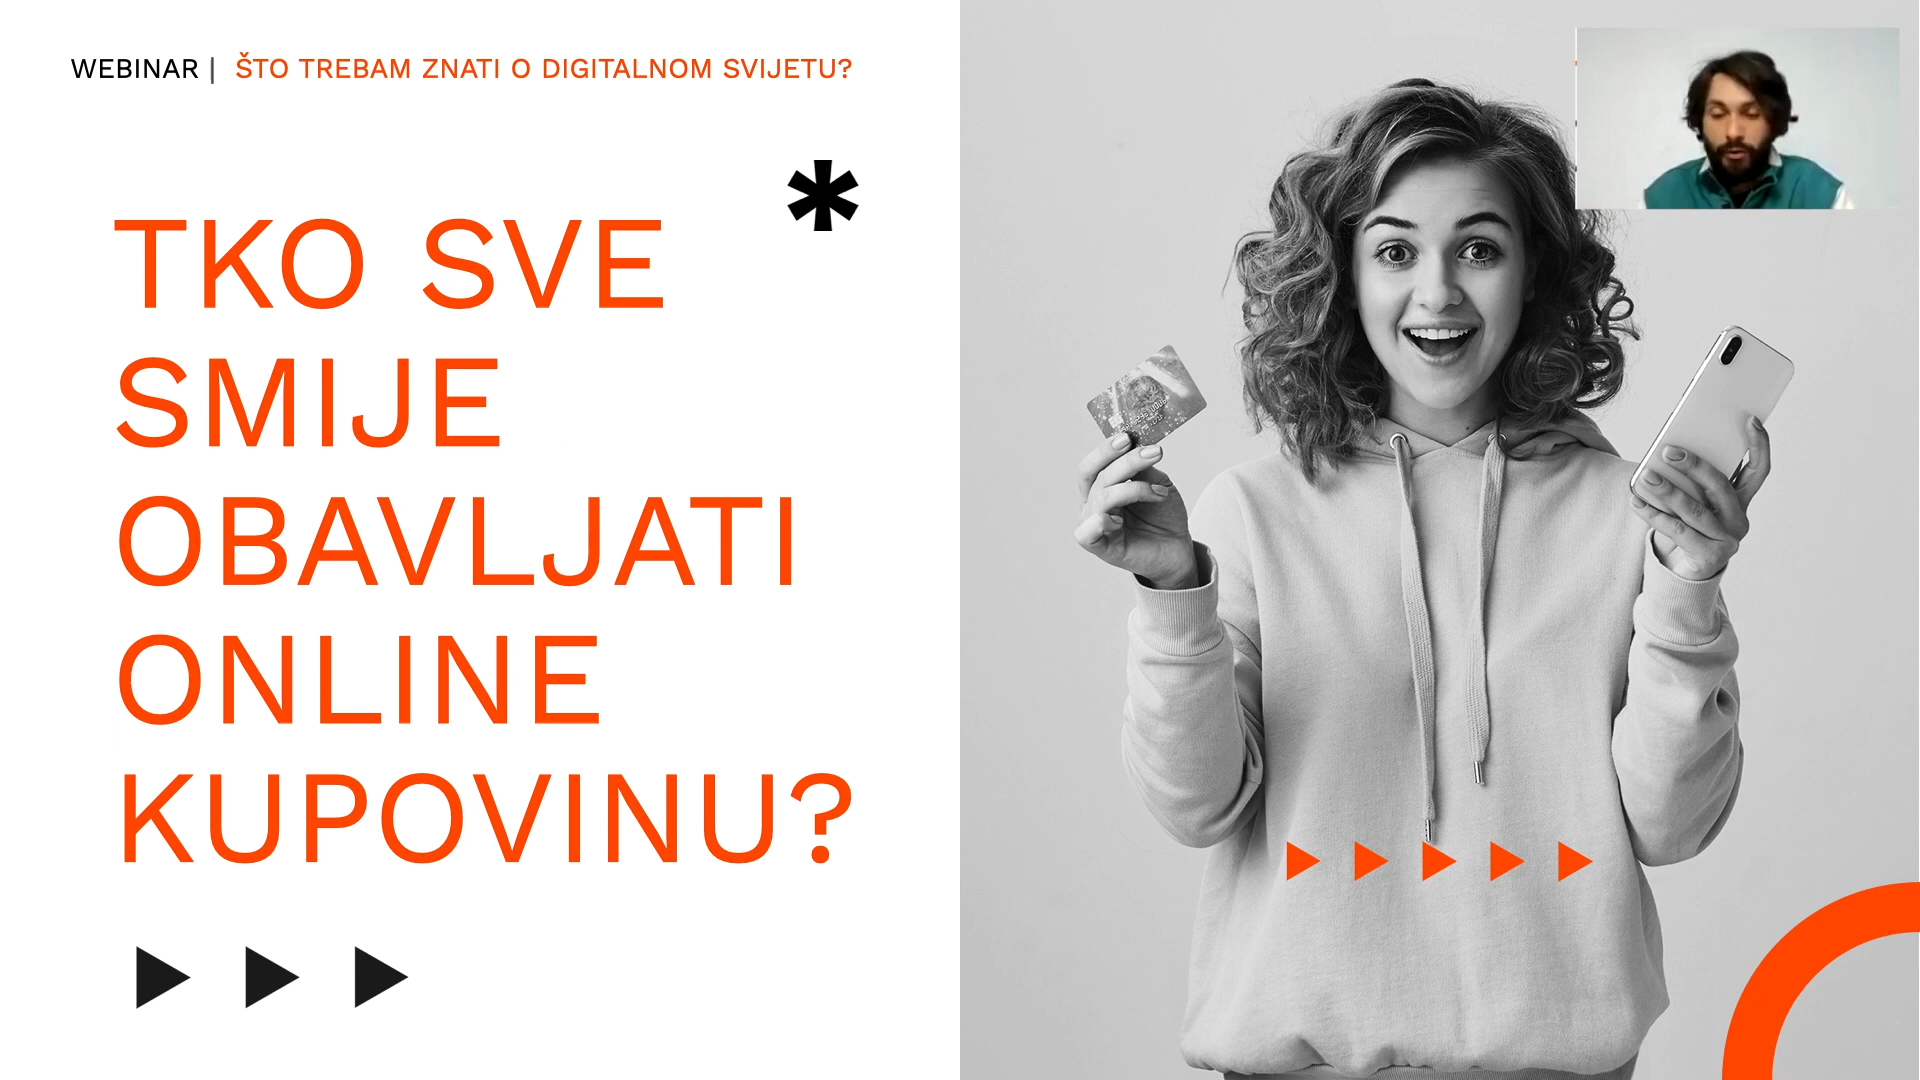 WEBINAR | ŠTO TREBAM ZNATI O DIGITALNOM SVIJETU?
*
TKO SVE
SMIJE
OBAVLJATI
ONLINE
KUPOVINU?